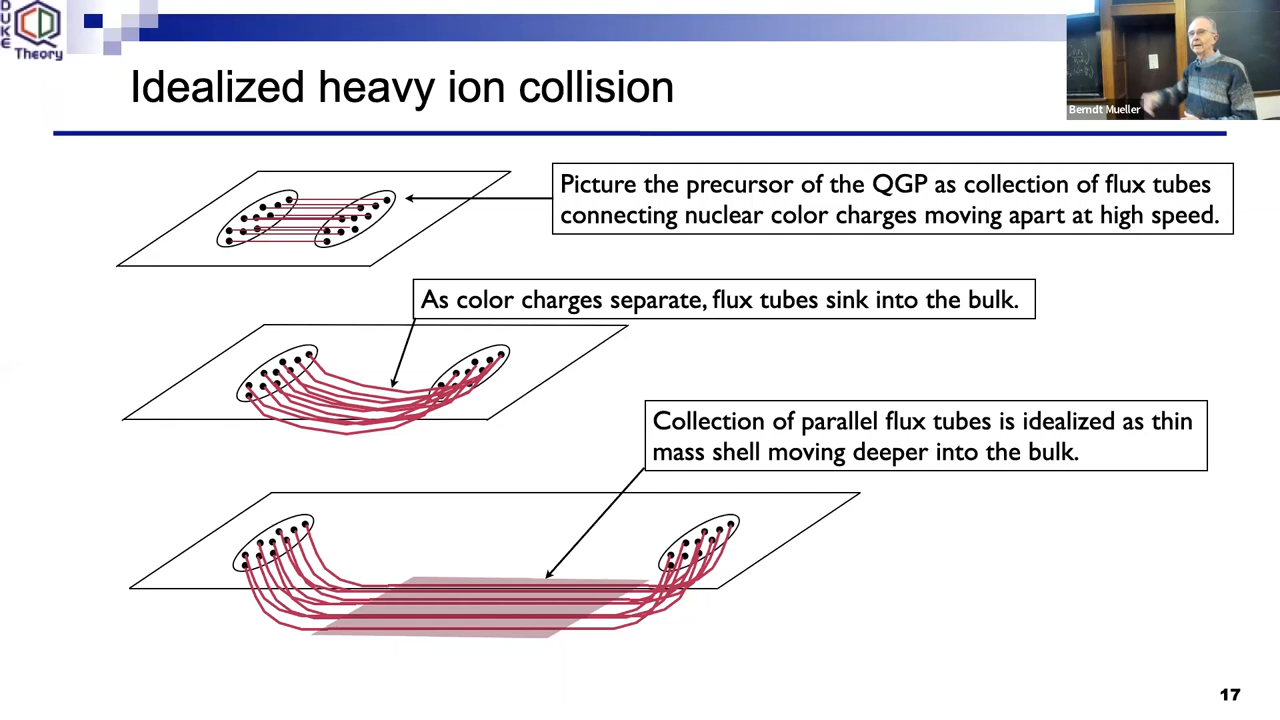 DUKE
Theory
Idealized heavy ion collision
Berndt Mueller
Picture the precursor of the QGP as collection of flux tubes
connecting nuclear color charges moving apart at high speed.
As color charges separate, flux tubes sink into the bulk.
Collection of parallel flux tubes is idealized as thin
mass shell moving deeper into the bulk.
17